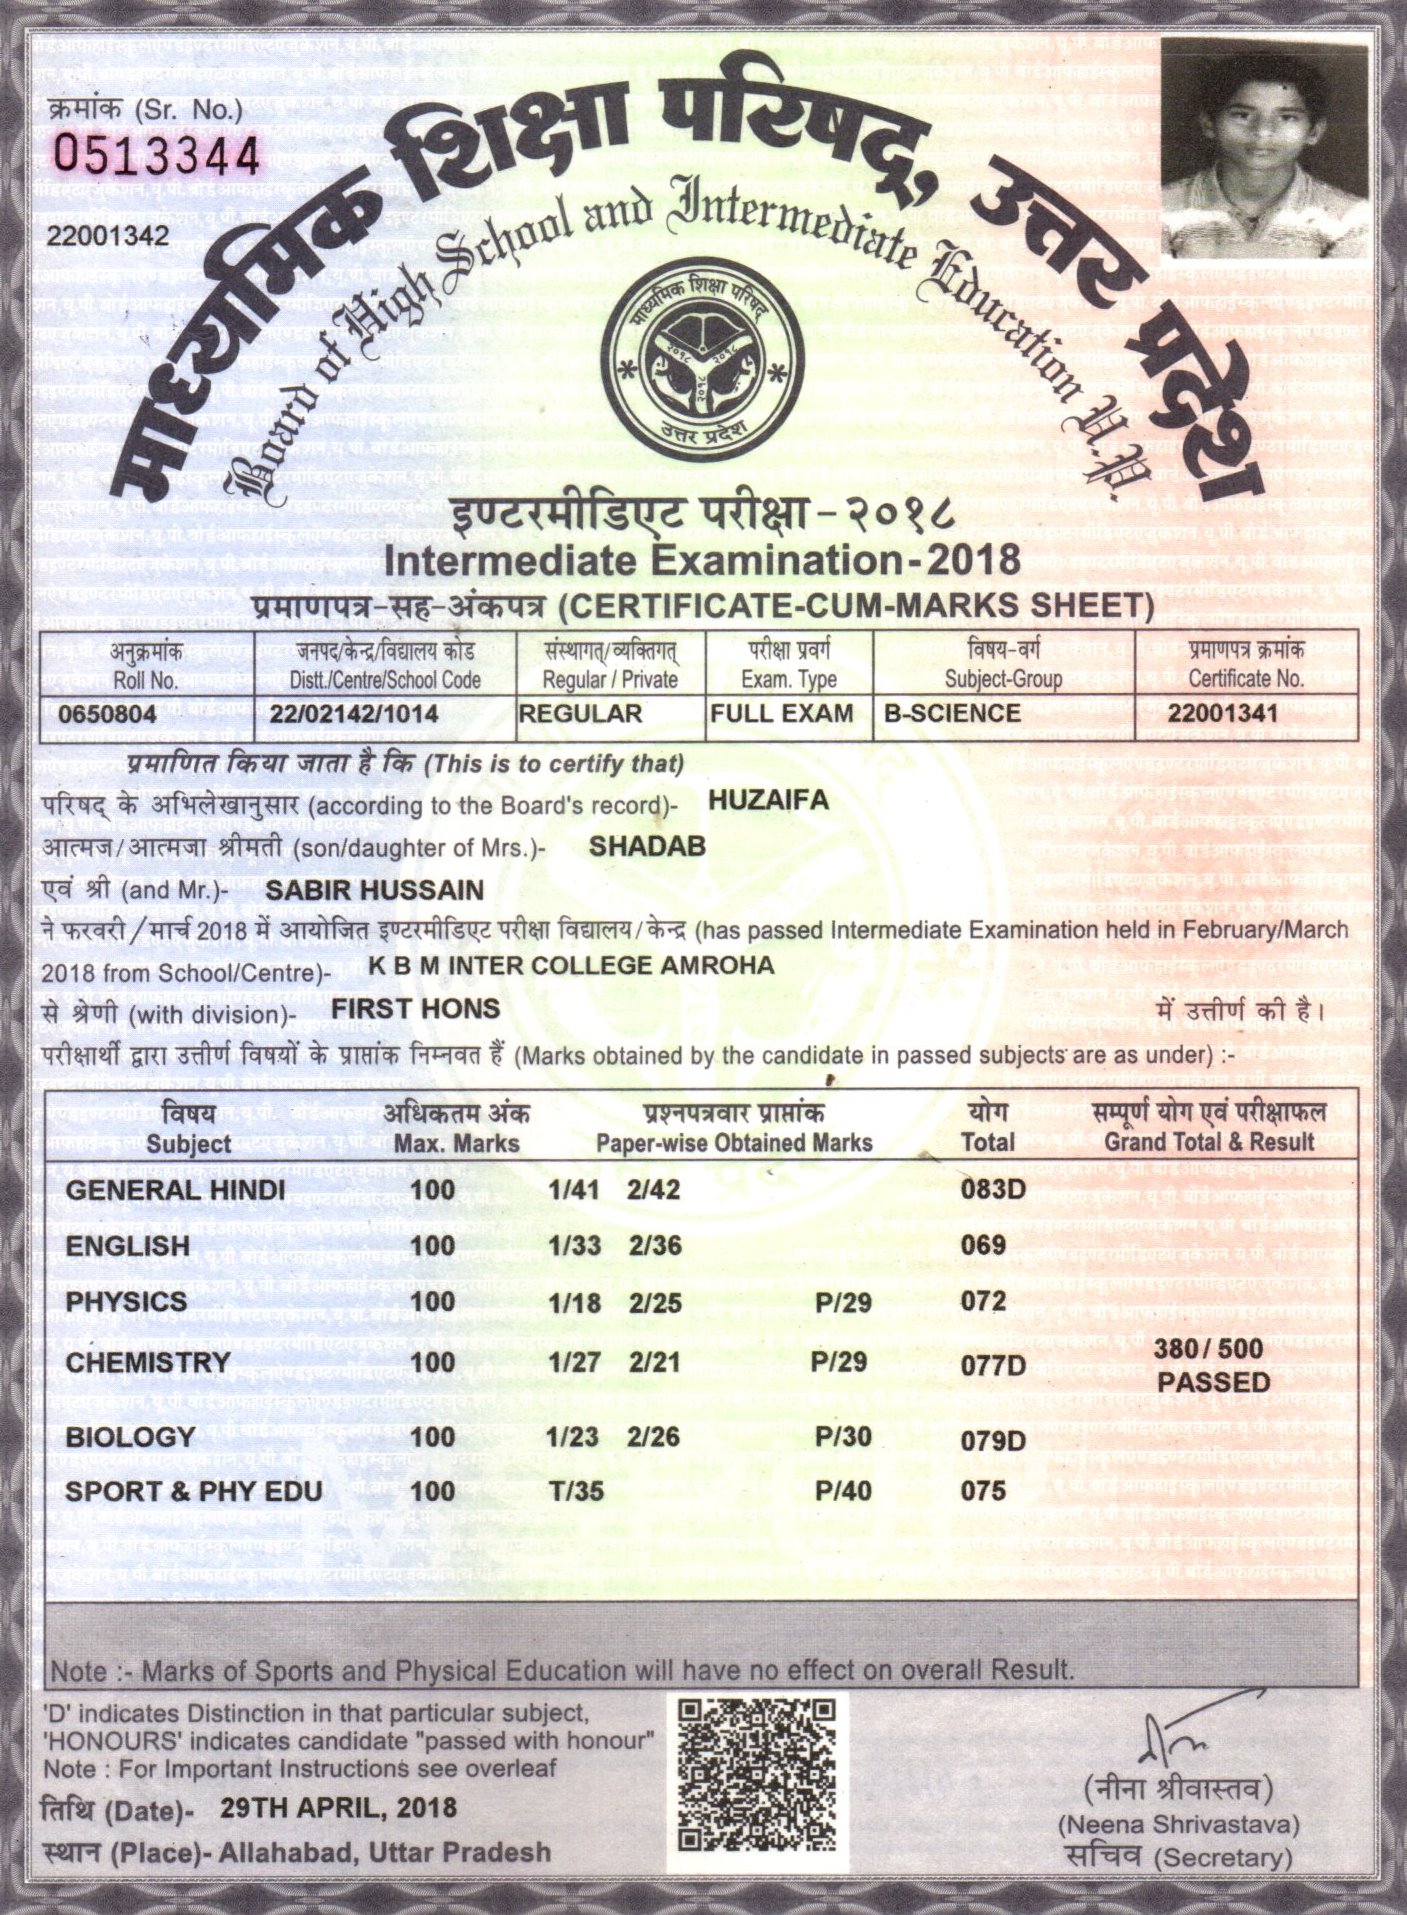 क्रमांक (Sr. No.)
0513344
22001342
माध्यमिक शिक्षा परिषद्, उत्तर प्रदेश
Board of High School and Intermediate Education U.P.
माध्यमिक शिक्षा परिषद्
२०१८ २०१८
२०१८
उत्तर प्रदेश
इण्टरमीडिएट परीक्षा - २०१८
Intermediate Examination - 2018
प्रमाणपत्र-सह-अंकपत्र (CERTIFICATE-CUM-MARKS SHEET)
अनुक्रमांक जनपद/केन्द्र/विद्यालय कोड संस्थागत्/व्यक्तिगत् परीक्षा प्रवर्ग विषय-वर्ग प्रमाणपत्र क्रमांक
Roll No. Distt./Centre/School Code Regular / Private Exam. Type Subject-Group Certificate No.
0650804 22/02142/1014 REGULAR FULL EXAM B-SCIENCE 22001341
प्रमाणित किया जाता है कि (This is to certify that)
परिषद् के अभिलेखानुसार (according to the Board's record)- HUZAIFA
आत्मज/आत्मजा श्रीमती (son/daughter of Mrs.)- SHADAB
एवं श्री (and Mr.)- SABIR HUSSAIN
ने फरवरी/मार्च 2018 में आयोजित इण्टरमीडिएट परीक्षा विद्यालय/केन्द्र (has passed Intermediate Examination held in February/March
2018 from School/Centre)- K B M INTER COLLEGE AMROHA
से श्रेणी (with division)- FIRST HONS में उत्तीर्ण की है।
परीक्षार्थी द्वारा उत्तीर्ण विषयों के प्राप्तांक निम्नवत हैं (Marks obtained by the candidate in passed subjects are as under) :-
विषय अधिकतम अंक प्रश्नपत्रवार प्राप्तांक योग सम्पूर्ण योग एवं परीक्षाफल
Subject Max. Marks Paper-wise Obtained Marks Total Grand Total & Result
GENERAL HINDI 100 1/41 2/42 083D
ENGLISH 100 1/33 2/36 069
PHYSICS 100 1/18 2/25 P/29 072
CHEMISTRY 100 1/27 2/21 P/29 077D 380/ 500
PASSED
BIOLOGY 100 1/23 2/26 P/30 079D
SPORT & PHY EDU 100 T/35 P/40 075
Note :- Marks of Sports and Physical Education will have no effect on overall Result.
'D' indicates Distinction in that particular subject,
'HONOURS' indicates candidate "passed with honour"
Note : For Important Instructions see overleaf
तिथि (Date)- 29TH APRIL, 2018
स्थान (Place)- Allahabad, Uttar Pradesh
(नीना श्रीवास्तव)
(Neena Shrivastava)
सचिव (Secretary)